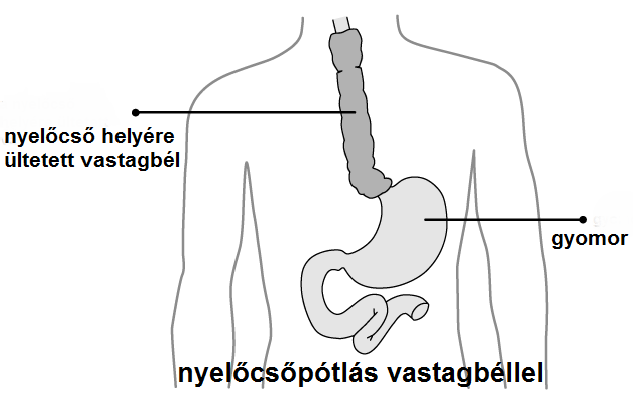 nyelőcső helyére
ültetett vastagbél
gyomor
nyelőcsőpótlás vastagbéllel